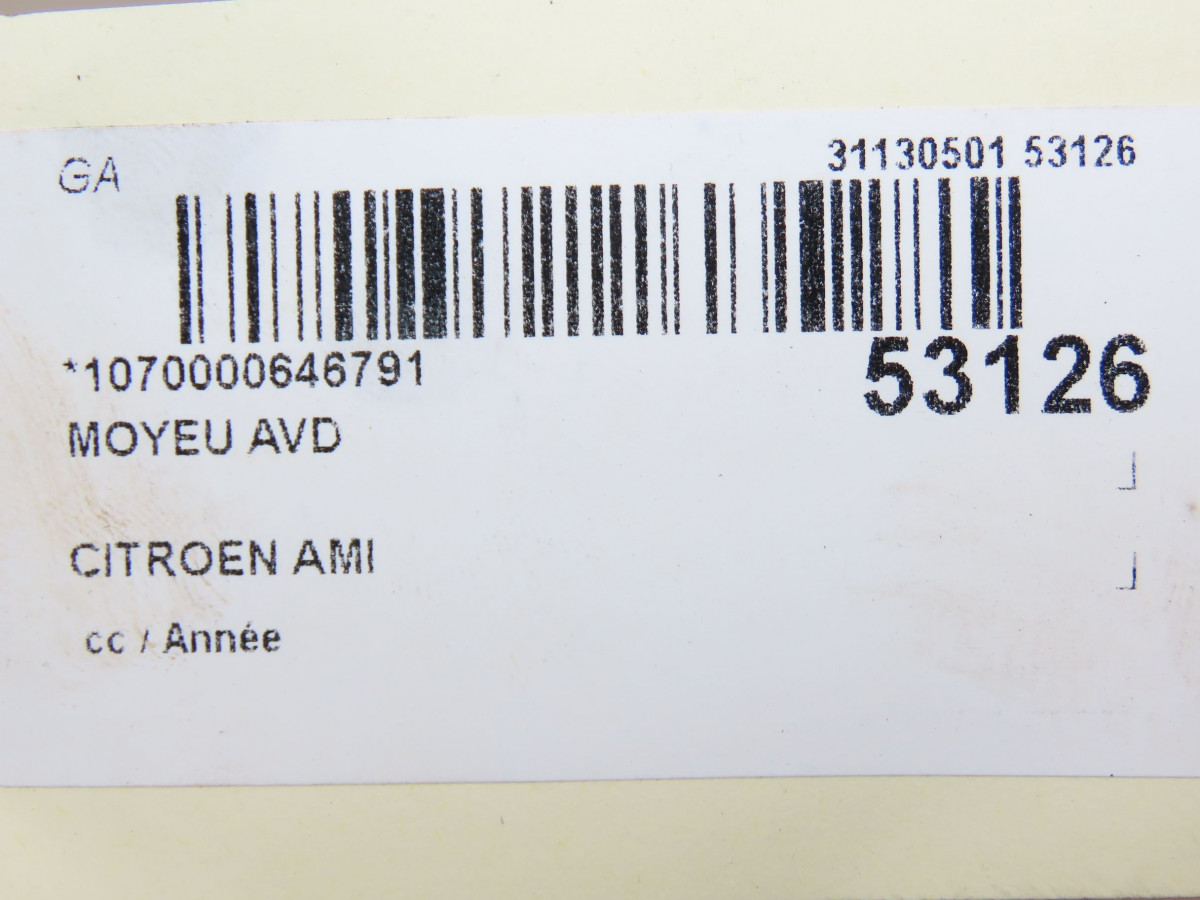 GA
31130501 53126
*1070000646791
53126
MOYEU AVD
CITROEN AMI
cc / Année